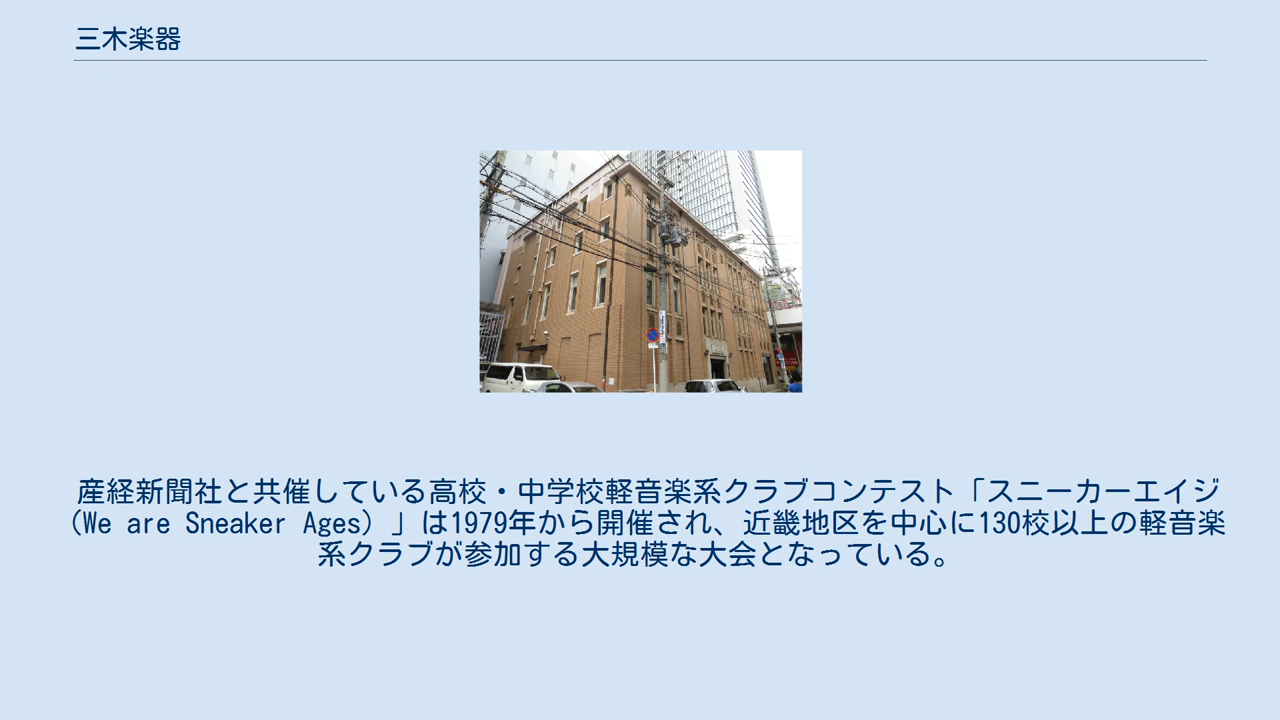 三木楽器
産経新聞社と共催している高校・中学校軽音楽系クラブコンテスト「スニーカーエイジ
(We are Sneaker Ages) 」は1979年から開催され、近畿地区を中心に130校以上の軽音楽
系クラブが参加する大規模な大会となっている。